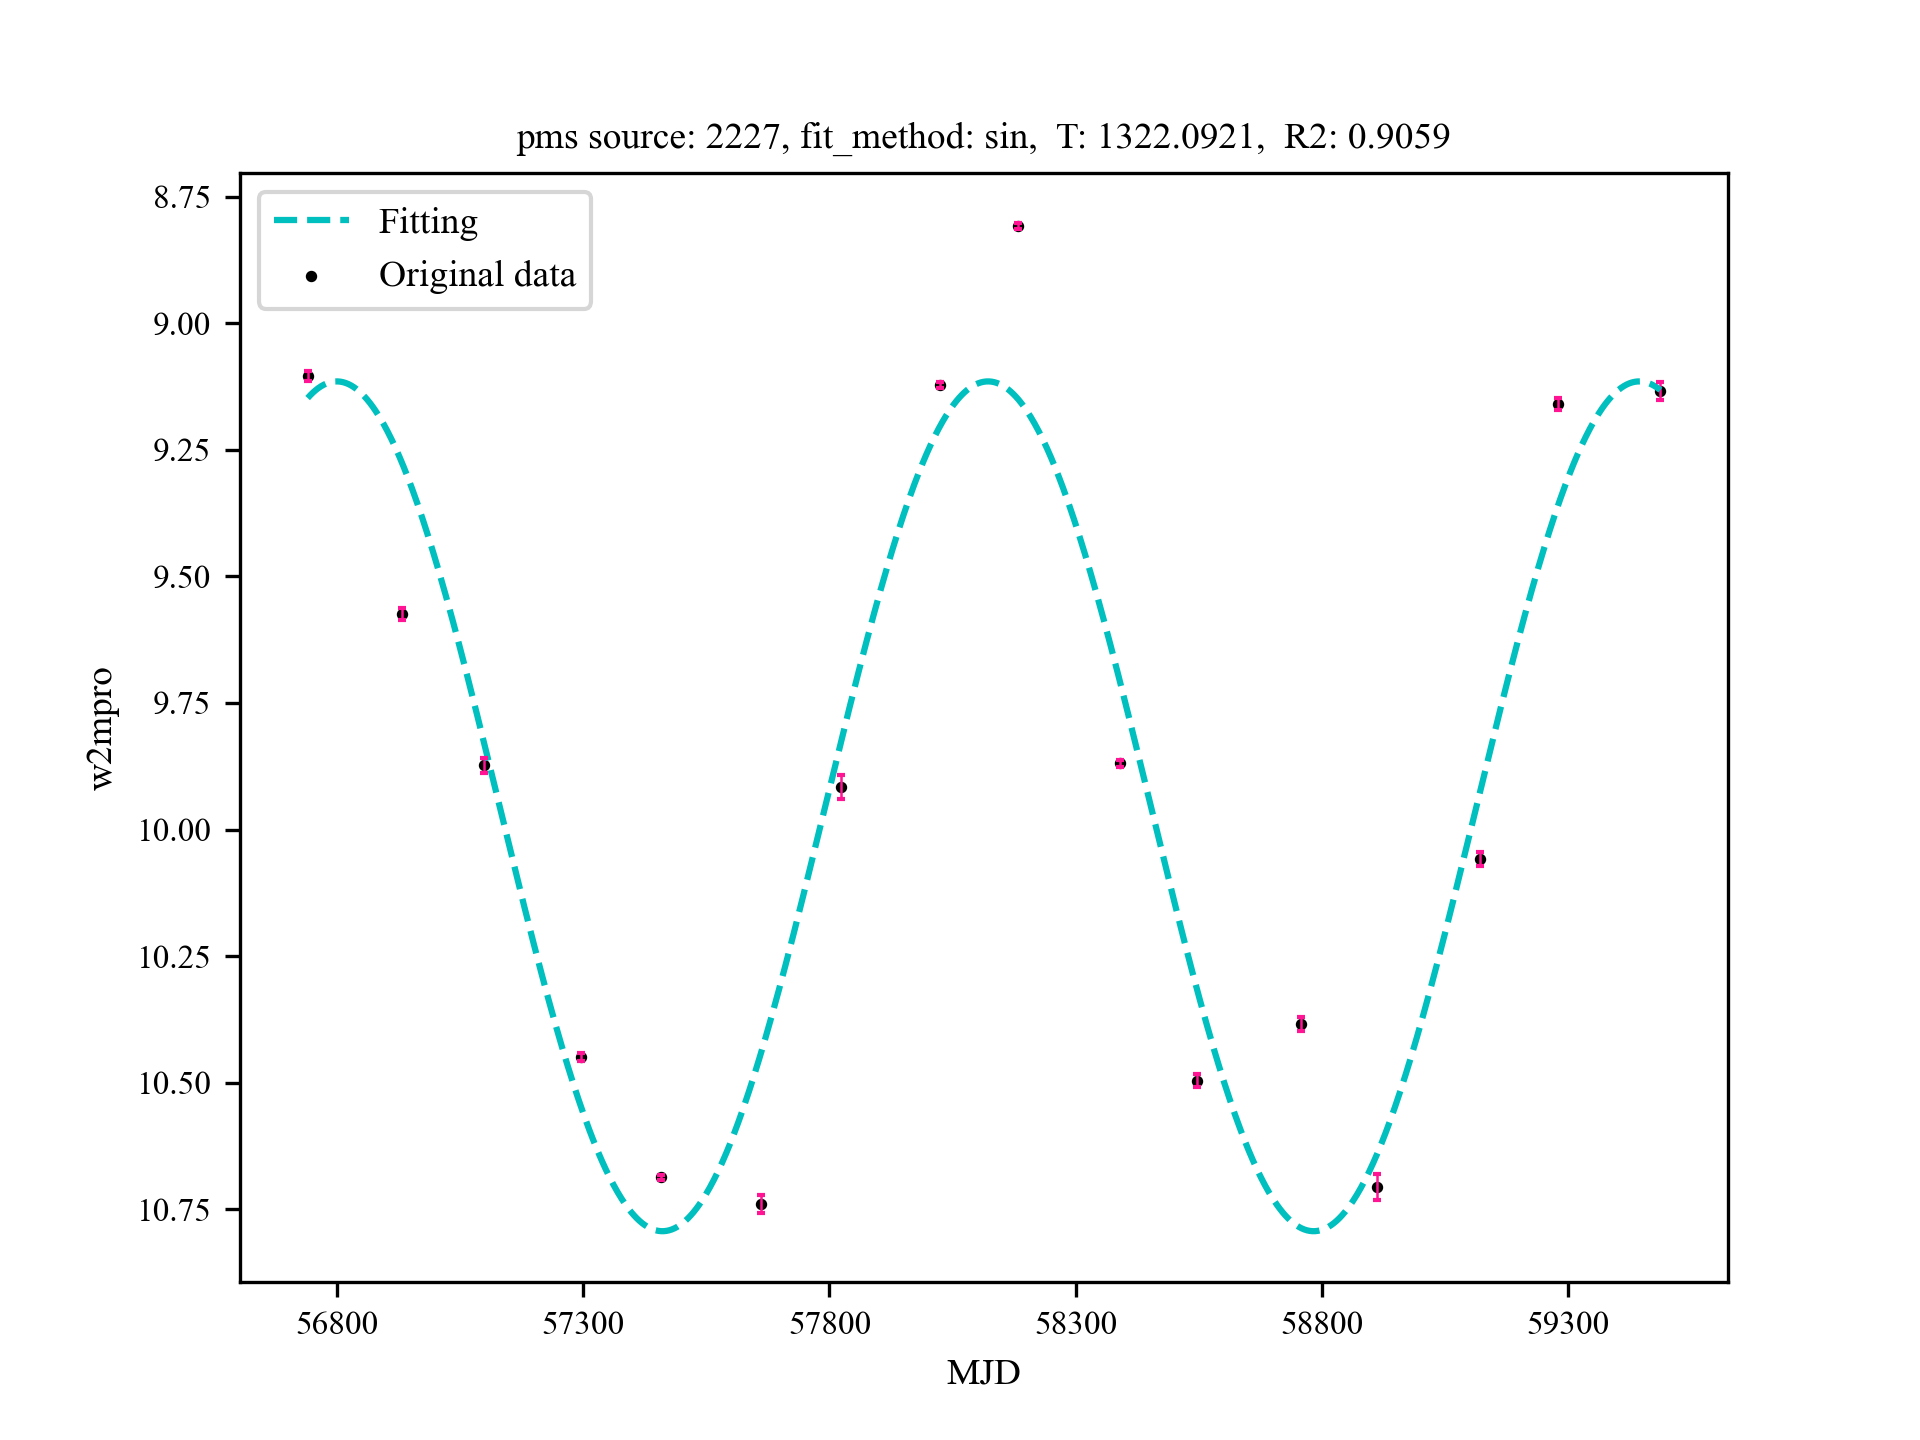 pms source: 2227, fit_method: sin,  T: 1322.0921,  R2: 0.9059
Fitting
Original data
8.75
9.00
9.25
9.50
9.75
10.00
10.25
10.50
10.75
w2mpro
56800 57300 57800 58300 58800 59300
MJD